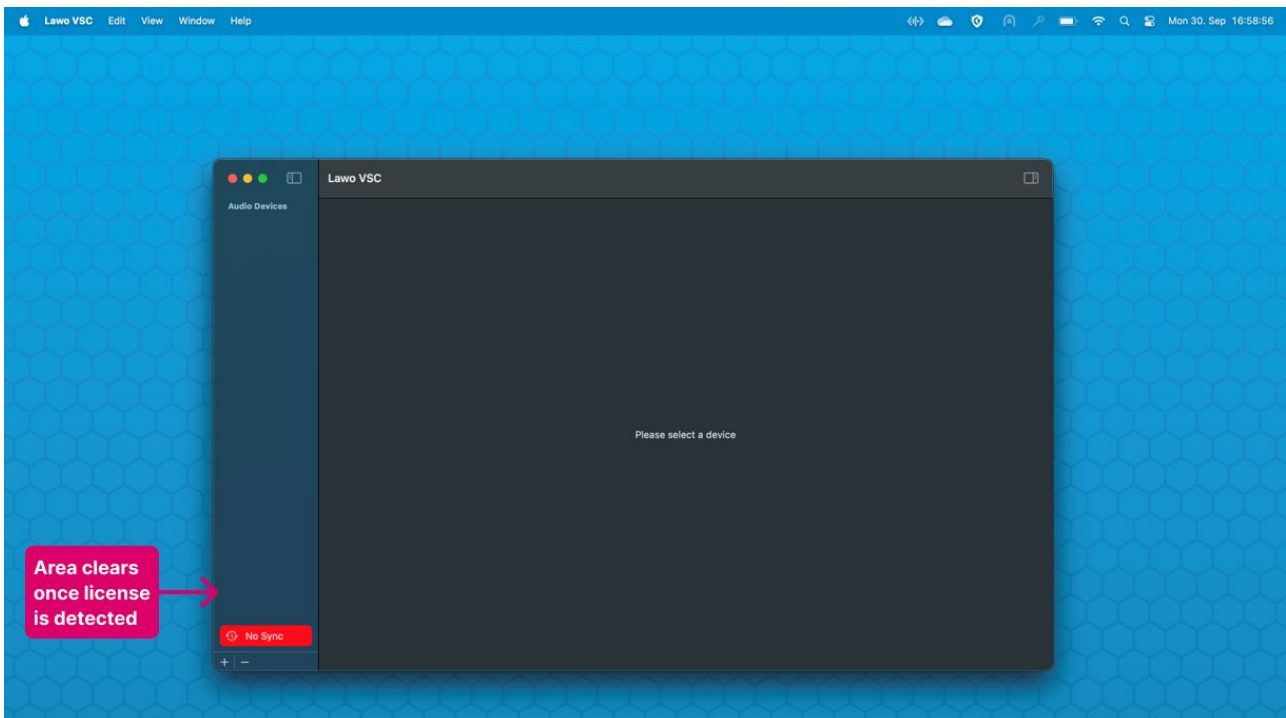 Lawo VSC Edit View Window Help Mon 30. Sep 16:58:56
Lawo VSC
Audio Devices
Please select a device
Area clears
once license
is detected
No Sync
+ −